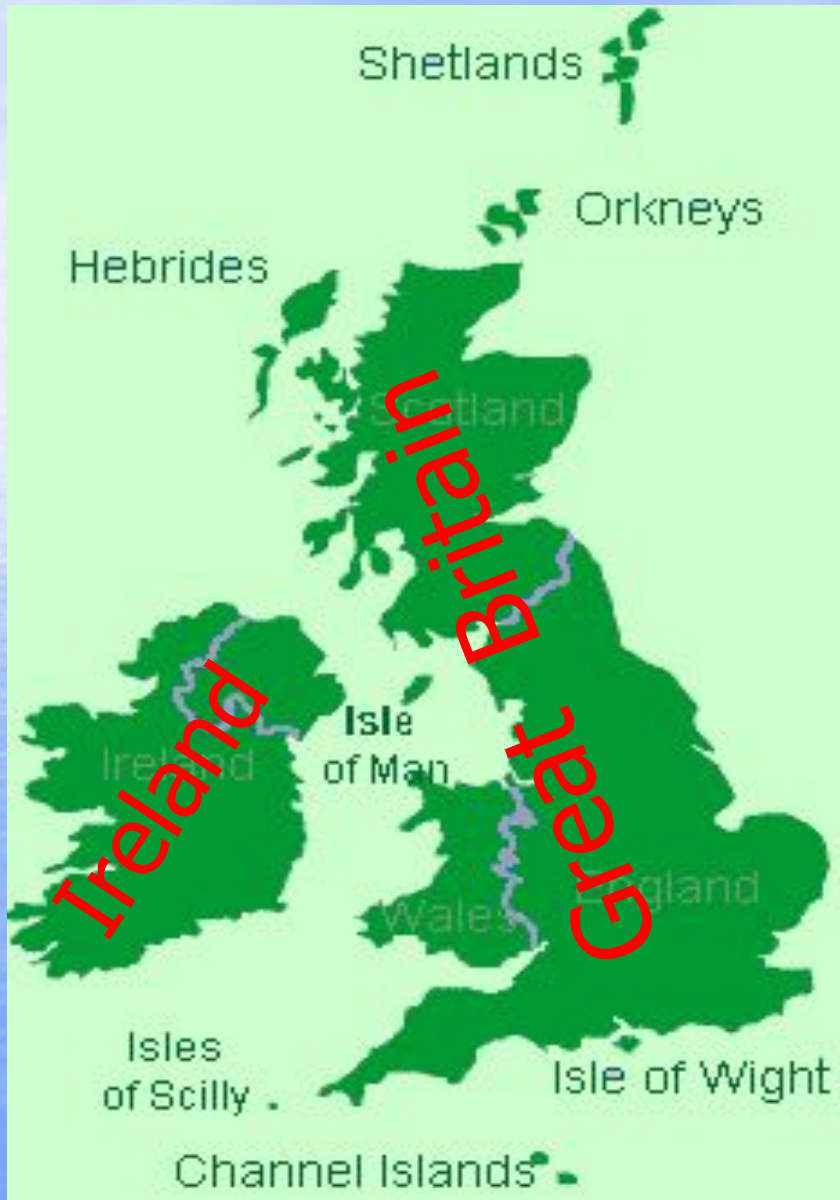 Shetlands
Orkneys
Hebrides
Scotland
Great Britain
Isle
of Man
Ireland
Ireland
England
Wales
Isles
of Scilly
Isle of Wight
Channel Islands